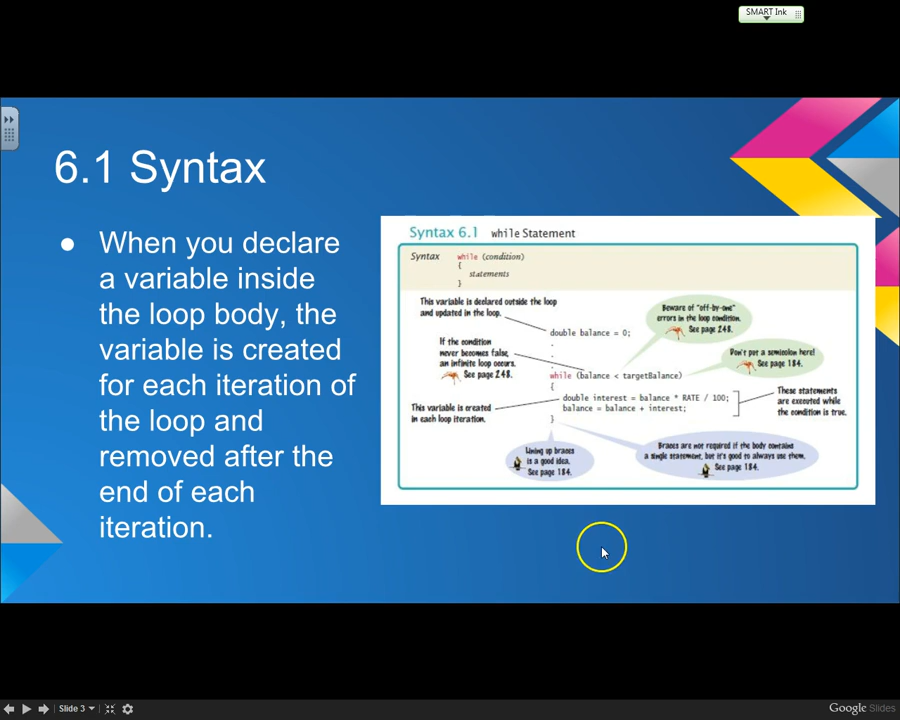 SMART Ink
6.1 Syntax
● When you declare
a variable inside
the loop body, the
variable is created
for each iteration of
the loop and
removed after the
end of each
iteration.
Syntax 6.1 while Statement
Syntax while (condition)
{
statements
}
This variable is declared outside the loop
and updated in the loop.
Beware of "off-by-one"
errors in the loop condition.
See page 248.
double balance = 0;
.
.
.
If the condition
never becomes false,
an infinite loop occurs.
See page 248.
Don't put a semicolon here!
See page 184.
while (balance < targetBalance)
{
double interest = balance * RATE / 100;
balance = balance + interest;
}
This variable is created
in each loop iteration.
These statements
are executed while
the condition is true.
Lining up braces
is a good idea.
See page 184.
Braces are not required if the body contains
a single statement, but it's good to always use them.
See page 184.
Slide 3
Google Slides